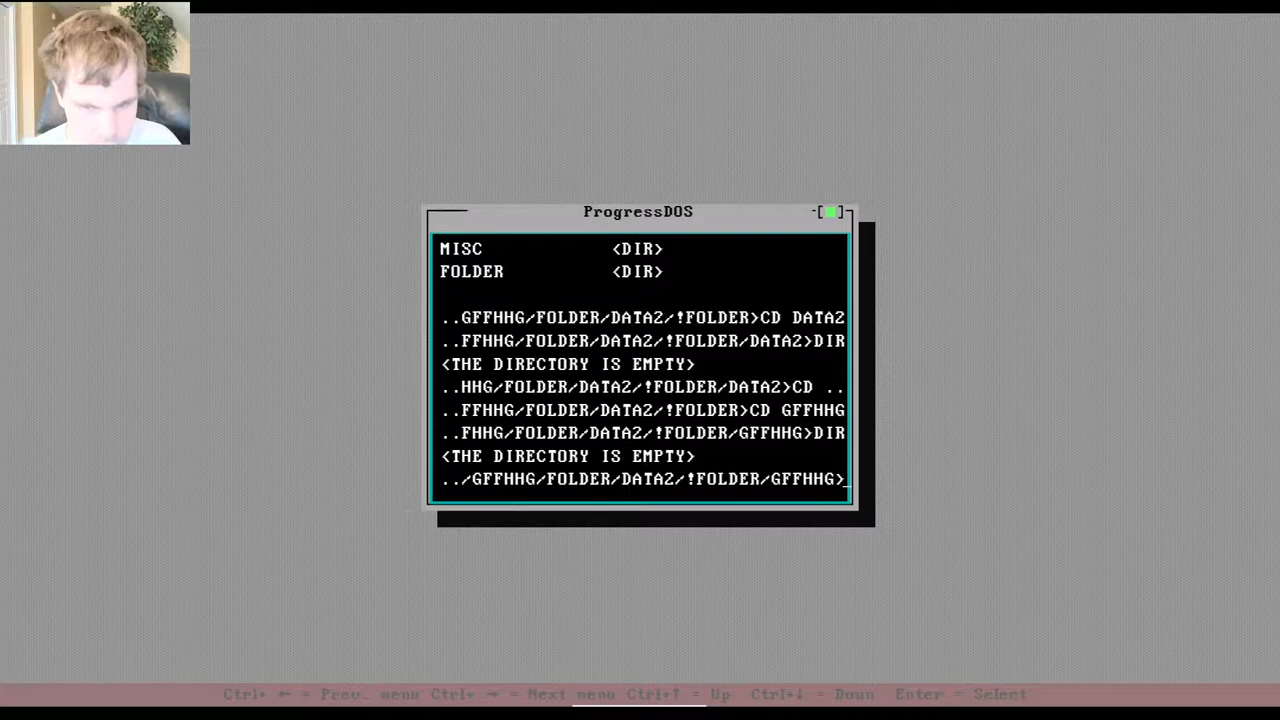 ProgressDOS
MISC <DIR>
FOLDER <DIR>
..GFFHHG/FOLDER/DATA2/!FOLDER>CD DATA2
..FFHHG/FOLDER/DATA2/!FOLDER/DATA2>DIR
<THE DIRECTORY IS EMPTY>
..HHG/FOLDER/DATA2/!FOLDER/DATA2>CD ..
..FFHHG/FOLDER/DATA2/!FOLDER>CD GFFHHG
..FHHG/FOLDER/DATA2/!FOLDER/GFFHHG>DIR
<THE DIRECTORY IS EMPTY>
../GFFHHG/FOLDER/DATA2/!FOLDER/GFFHHG>_
Ctrl+ ← = Prev. menu Ctrl+ → = Next menu Ctrl+↑ = Up Ctrl+↓ = Down Enter = Select